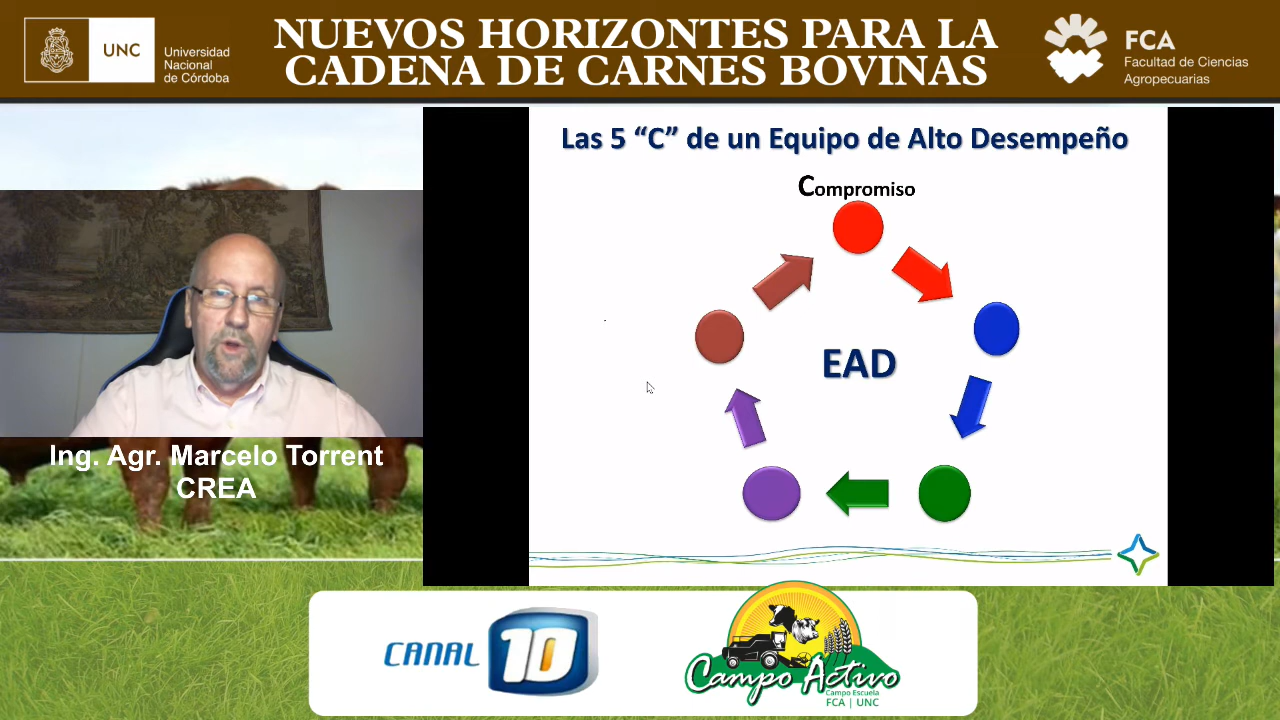 UNC
Universidad
Nacional
de Córdoba
NUEVOS HORIZONTES PARA LA
CADENA DE CARNES BOVINAS
FCA
Facultad de Ciencias
Agropecuarias
Las 5 “C” de un Equipo de Alto Desempeño
Compromiso
EAD
Ing. Agr. Marcelo Torrent
CREA
CANAL 10
Campo Activo
Campo Escuela
FCA | UNC